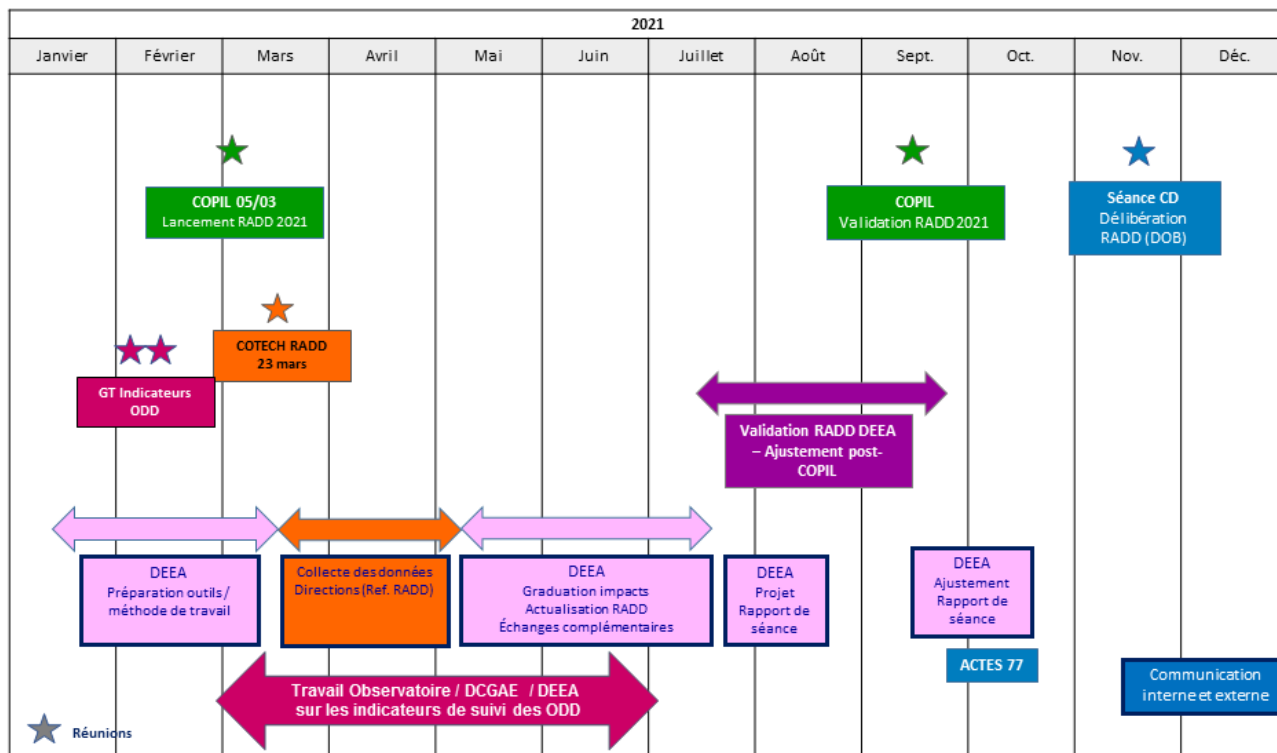 2021
Janvier
Février
Mars
Avril
Mai
Juin
Juillet
Août
Sept.
Oct.
Nov.
Déc.
COPIL 05/03
Lancement RADD 2021
COPIL
Validation RADD 2021
Séance CD
Délibération
RADD (DOB)
COTECH RADD
23 mars
GT Indicateurs
ODD
Validation RADD DEEA
– Ajustement post-
COPIL
DEEA
Préparation outils /
méthode de travail
Collecte des données
Directions (Ref. RADD)
DEEA
Graduation impacts
Actualisation RADD
Échanges complémentaires
DEEA
Projet
Rapport de
séance
DEEA
Ajustement
Rapport de
séance
ACTES 77
Travail Observatoire / DCGAE / DEEA
sur les indicateurs de suivi des ODD
Communication
interne et externe
Réunions